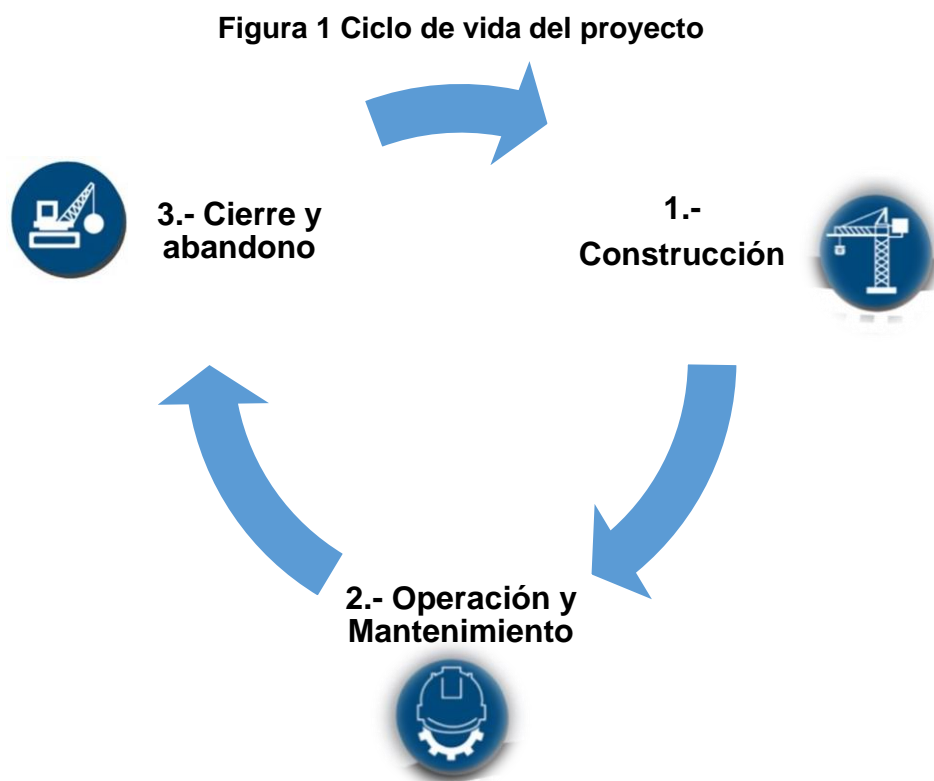 Figura 1 Ciclo de vida del proyecto
1.-
Construcción
2.- Operación y
Mantenimiento
3.- Cierre y
abandono